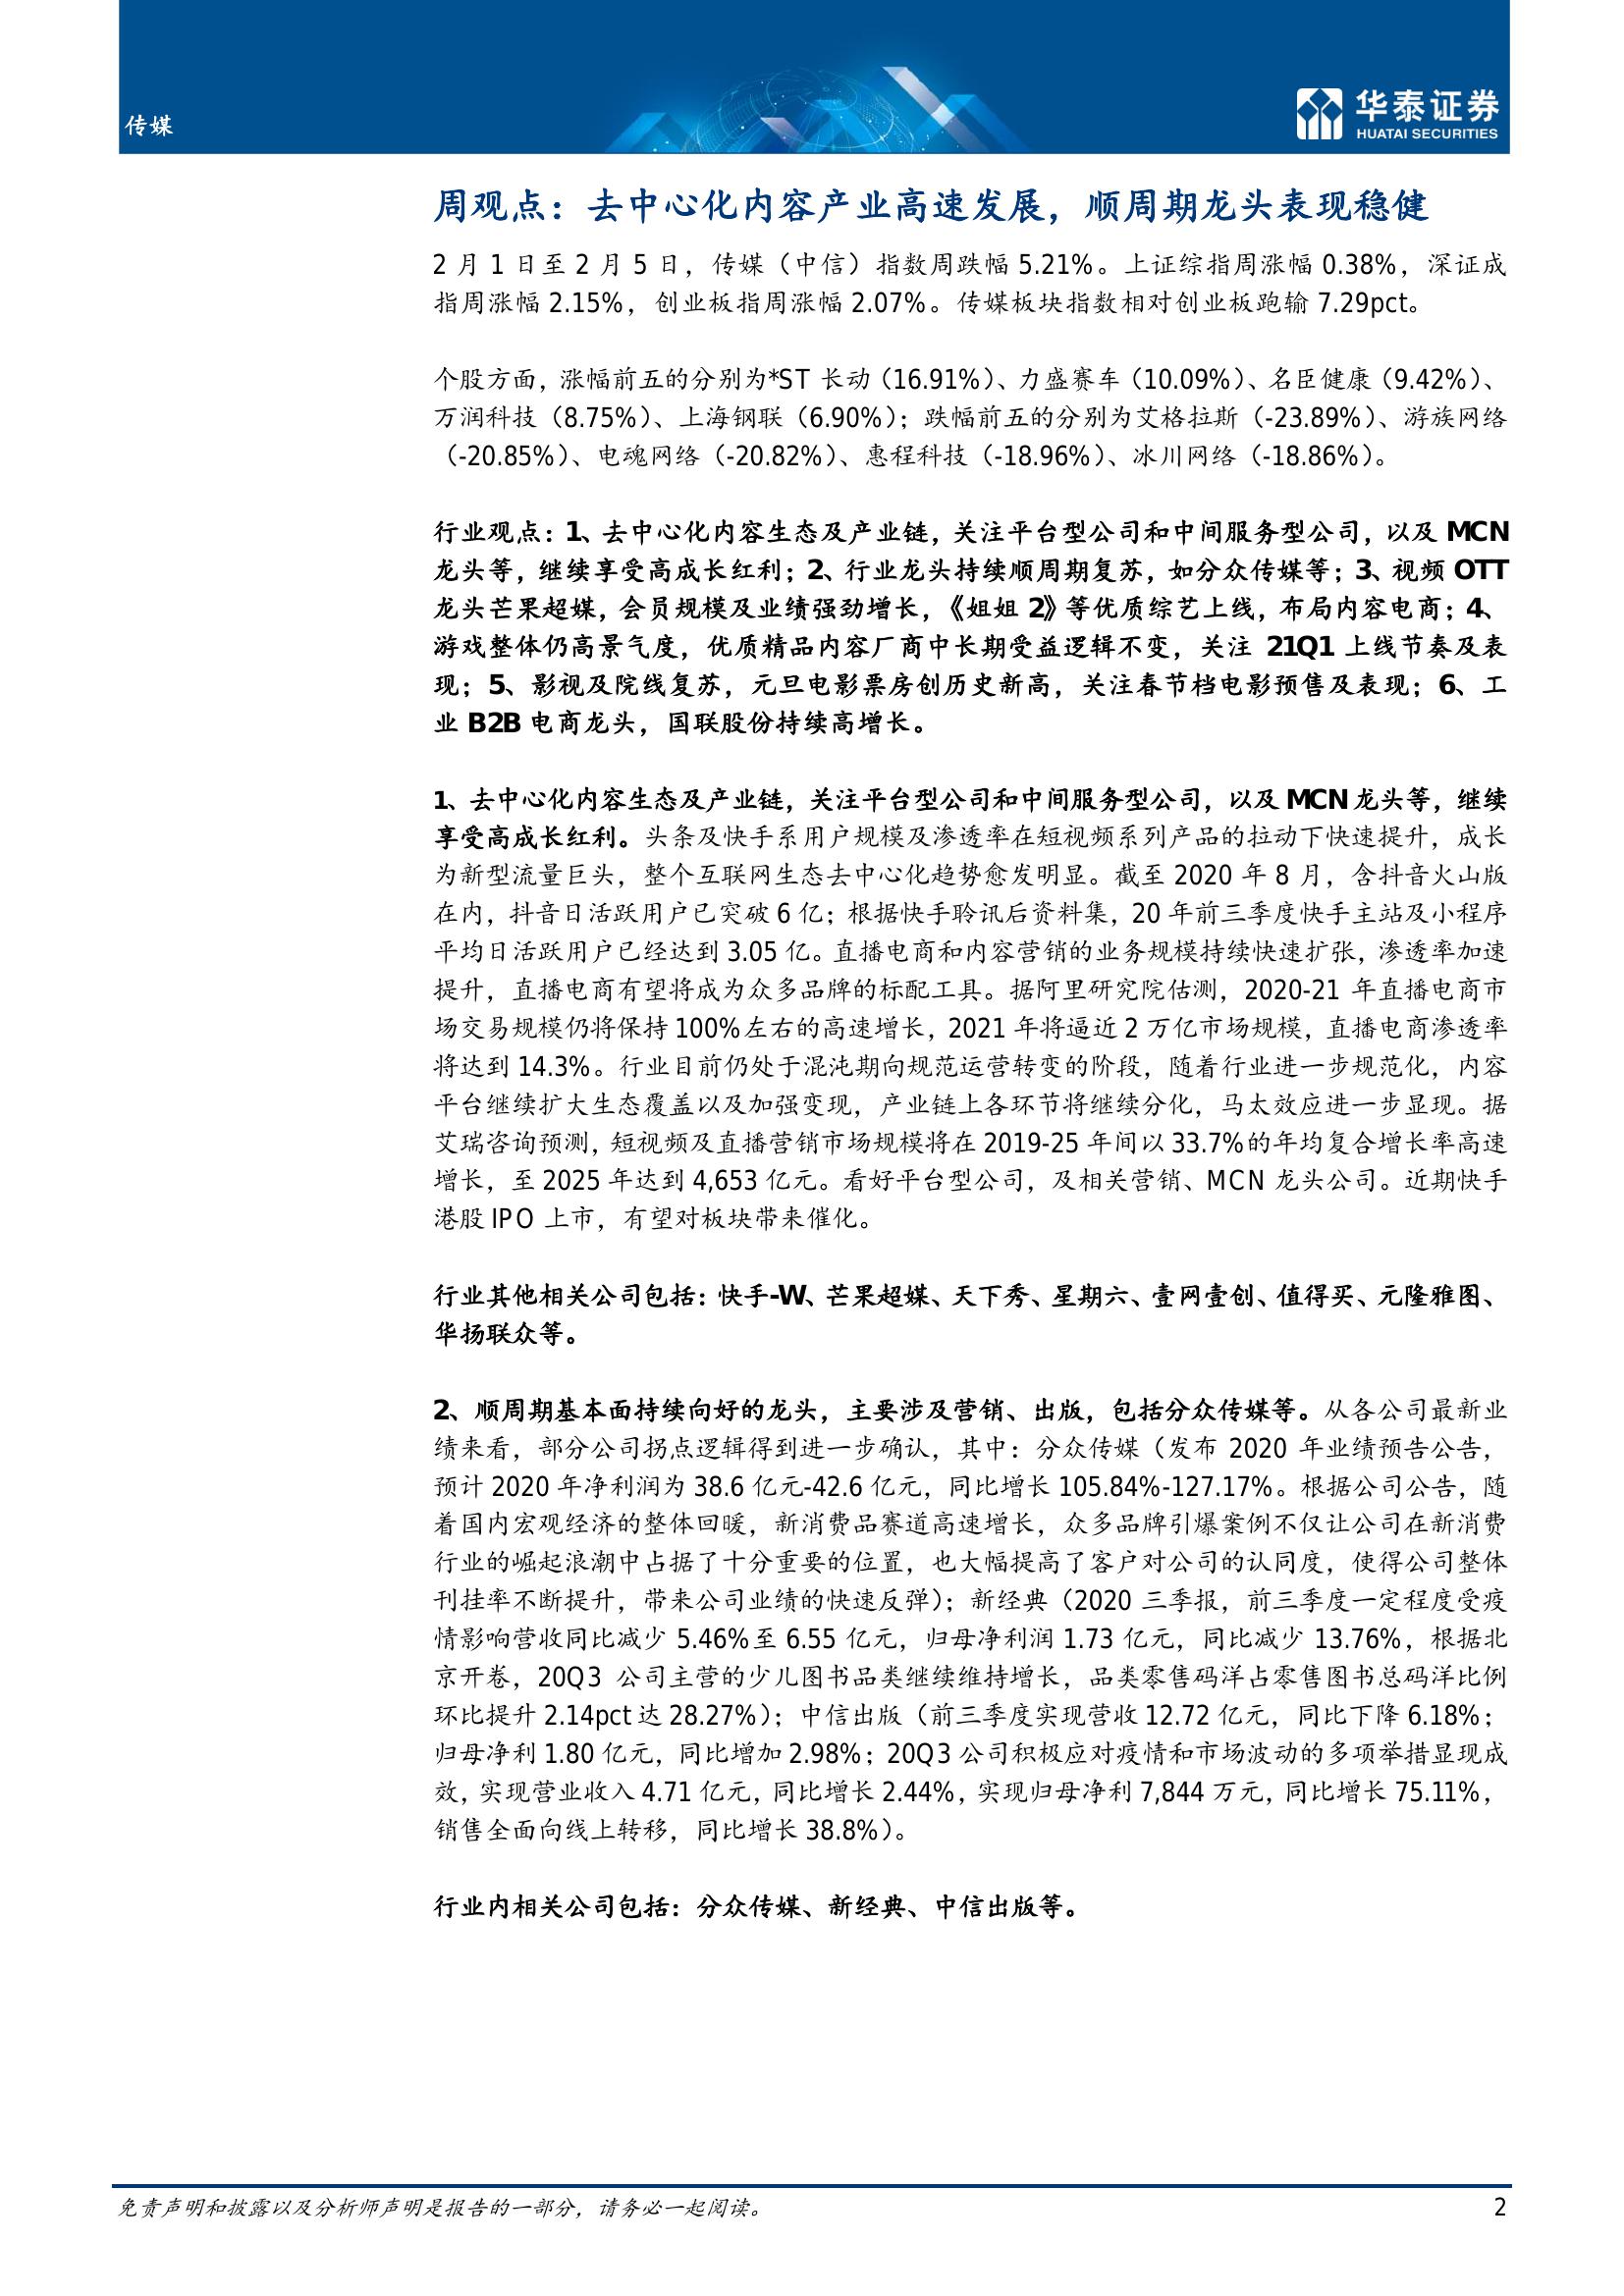 传媒
华泰证券
HUATAI SECURITIES
周观点：去中心化内容产业高速发展，顺周期龙头表现稳健
2 月 1 日至 2 月 5 日，传媒（中信）指数周跌幅 5.21%。上证综指周涨幅 0.38%，深证成
指周涨幅 2.15%，创业板指周涨幅 2.07%。传媒板块指数相对创业板跑输 7.29pct。
个股方面，涨幅前五的分别为*ST 长动（16.91%）、力盛赛车（10.09%）、名臣健康（9.42%）、
万润科技（8.75%）、上海钢联（6.90%）；跌幅前五的分别为艾格拉斯（-23.89%）、游族网络
（-20.85%）、电魂网络（-20.82%）、惠程科技（-18.96%）、冰川网络（-18.86%）。
行业观点：1、去中心化内容生态及产业链，关注平台型公司和中间服务型公司，以及 MCN
龙头等，继续享受高成长红利；2、行业龙头持续顺周期复苏，如分众传媒等；3、视频 OTT
龙头芒果超媒，会员规模及业绩强劲增长，《姐姐 2》等优质综艺上线，布局内容电商；4、
游戏整体仍高景气度，优质精品内容厂商中长期受益逻辑不变，关注 21Q1 上线节奏及表
现；5、影视及院线复苏，元旦电影票房创历史新高，关注春节档电影预售及表现；6、工
业 B2B 电商龙头，国联股份持续高增长。
1、去中心化内容生态及产业链，关注平台型公司和中间服务型公司，以及 MCN 龙头等，继续
享受高成长红利。头条及快手系用户规模及渗透率在短视频系列产品的拉动下快速提升，成长
为新型流量巨头，整个互联网生态去中心化趋势愈发明显。截至 2020 年 8 月，含抖音火山版
在内，抖音日活跃用户已突破 6 亿；根据快手聆讯后资料集，20 年前三季度快手主站及小程序
平均日活跃用户已经达到 3.05 亿。直播电商和内容营销的业务规模持续快速扩张，渗透率加速
提升，直播电商有望将成为众多品牌的标配工具。据阿里研究院估测，2020-21 年直播电商市
场交易规模仍将保持 100%左右的高速增长，2021 年将逼近 2 万亿市场规模，直播电商渗透率
将达到 14.3%。行业目前仍处于混沌期向规范运营转变的阶段，随着行业进一步规范化，内容
平台继续扩大生态覆盖以及加强变现，产业链上各环节将继续分化，马太效应进一步显现。据
艾瑞咨询预测，短视频及直播营销市场规模将在 2019-25 年间以 33.7%的年均复合增长率高速
增长，至 2025 年达到 4,653 亿元。看好平台型公司，及相关营销、MCN 龙头公司。近期快手
港股 IPO 上市，有望对板块带来催化。
行业其他相关公司包括：快手-W、芒果超媒、天下秀、星期六、壹网壹创、值得买、元隆雅图、
华扬联众等。
2、顺周期基本面持续向好的龙头，主要涉及营销、出版，包括分众传媒等。从各公司最新业
绩来看，部分公司拐点逻辑得到进一步确认，其中：分众传媒（发布 2020 年业绩预告公告，
预计 2020 年净利润为 38.6 亿元-42.6 亿元，同比增长 105.84%-127.17%。根据公司公告，随
着国内宏观经济的整体回暖，新消费品赛道高速增长，众多品牌引爆案例不仅让公司在新消费
行业的崛起浪潮中占据了十分重要的位置，也大幅提高了客户对公司的认同度，使得公司整体
刊挂率不断提升，带来公司业绩的快速反弹）；新经典（2020 三季报，前三季度一定程度受疫
情影响营收同比减少 5.46%至 6.55 亿元，归母净利润 1.73 亿元，同比减少 13.76%，根据北
京开卷，20Q3 公司主营的少儿图书品类继续维持增长，品类零售码洋占零售图书总码洋比例
环比提升 2.14pct 达 28.27%）；中信出版（前三季度实现营收 12.72 亿元，同比下降 6.18%；
归母净利 1.80 亿元，同比增加 2.98%；20Q3 公司积极应对疫情和市场波动的多项举措显现成
效，实现营业收入 4.71 亿元，同比增长 2.44%，实现归母净利 7,844 万元，同比增长 75.11%，
销售全面向线上转移，同比增长 38.8%）。
行业内相关公司包括：分众传媒、新经典、中信出版等。
免责声明和披露以及分析师声明是报告的一部分，请务必一起阅读。
2